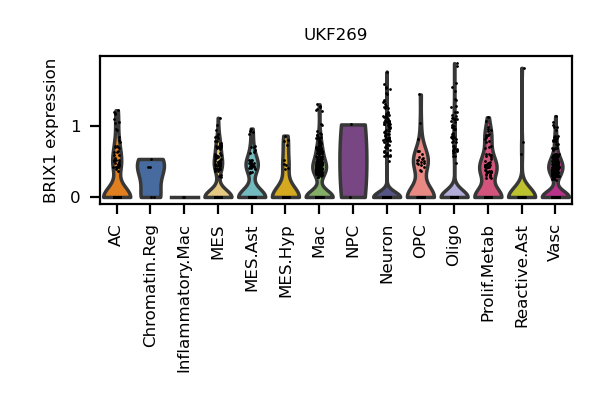 UKF269
BRIX1 expression
1
0
AC
Chromatin.Reg
Inflammatory.Mac
MES
MES.Ast
MES.Hyp
Mac
NPC
Neuron
OPC
Oligo
Prolif.Metab
Reactive.Ast
Vasc